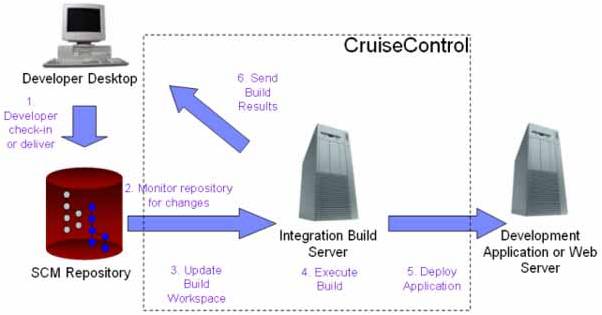 CruiseControl
Developer Desktop
1.
Developer
check-in
or deliver
6. Send
Build
Results
2. Monitor repository
for changes
SCM Repository
Integration Build
Server
Development
Application or Web
Server
3. Update
Build
Workspace
4. Execute
Build
5. Deploy
Application